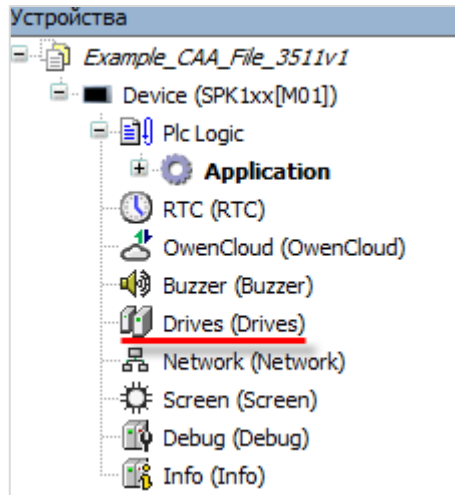 Устройства
Example_CAA_File_3511v1
Device (SPK1xx[M01])
Plc Logic
Application
RTC (RTC)
OwenCloud (OwenCloud)
Buzzer (Buzzer)
Drives (Drives)
Network (Network)
Screen (Screen)
Debug (Debug)
Info (Info)